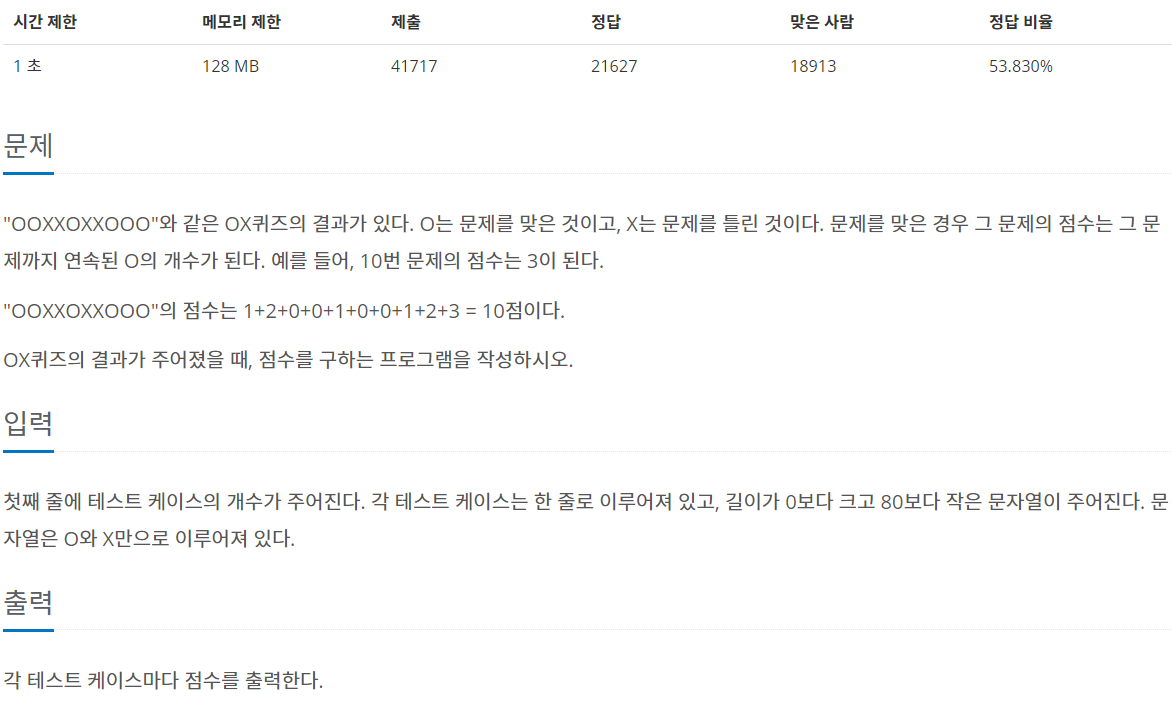 시간 제한 메모리 제한 제출 정답 맞은 사람 정답 비율
1 초 128 MB 41717 21627 18913 53.830%
문제
"OOXXOXXOOO"와 같은 OX퀴즈의 결과가 있다. O는 문제를 맞은 것이고, X는 문제를 틀린 것이다. 문제를 맞은 경우 그 문제의 점수는 그 문
제까지 연속된 O의 개수가 된다. 예를 들어, 10번 문제의 점수는 3이 된다.
"OOXXOXXOOO"의 점수는 1+2+0+0+1+0+0+1+2+3 = 10점이다.
OX퀴즈의 결과가 주어졌을 때, 점수를 구하는 프로그램을 작성하시오.
입력
첫째 줄에 테스트 케이스의 개수가 주어진다. 각 테스트 케이스는 한 줄로 이루어져 있고, 길이가 0보다 크고 80보다 작은 문자열이 주어진다. 문
자열은 O와 X만으로 이루어져 있다.
출력
각 테스트 케이스마다 점수를 출력한다.